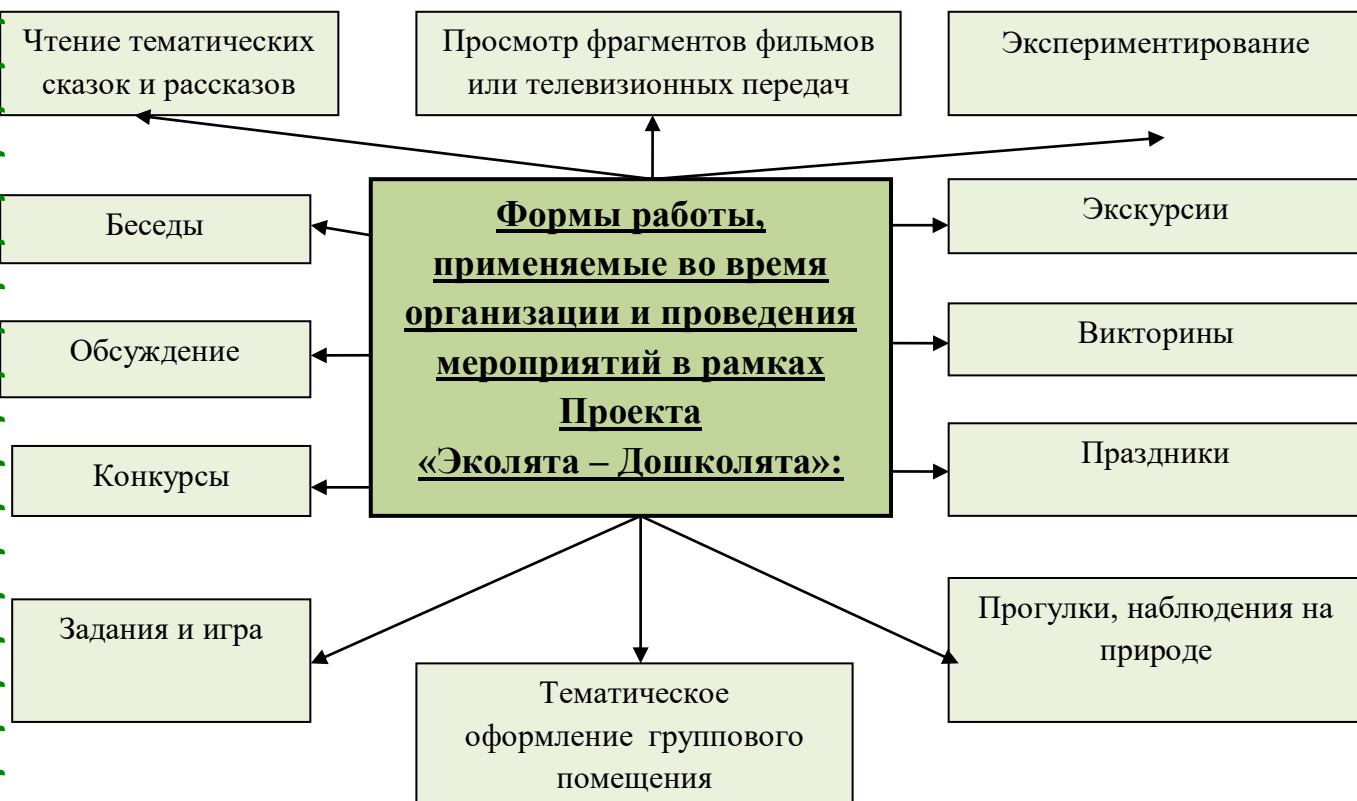 Чтение тематических
сказок и рассказов
Просмотр фрагментов фильмов
или телевизионных передач
Экспериментирование
Беседы
Формы работы,
применяемые во время
организации и проведения
мероприятий в рамках
Проекта
«Эколята – Дошколята»:
Экскурсии
Обсуждение
Викторины
Конкурсы
Праздники
Задания и игра
Прогулки, наблюдения на
природе
Тематическое
оформление группового
помещения